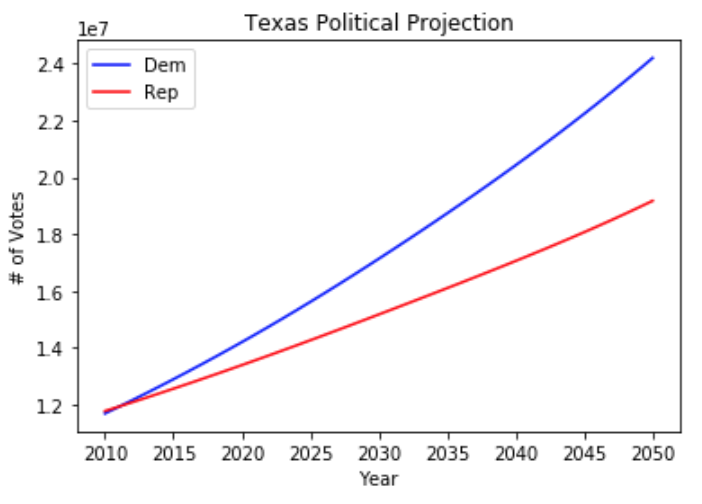 Texas Political Projection
1e7
Dem
Rep
2.4
2.2
2.0
1.8
1.6
1.4
1.2
# of Votes
2010 2015 2020 2025 2030 2035 2040 2045 2050
Year